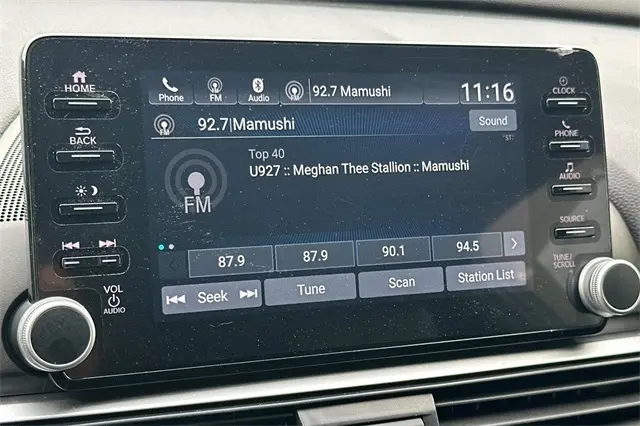 HOME
BACK
VOL
AUDIO
Phone
FM
Audio
92.7 Mamushi
11:16
92.7|Mamushi
Sound
ST
FM
Top 40
U927 :: Meghan Thee Stallion :: Mamushi
87.9
87.9
90.1
94.5
Seek
Tune
Scan
Station List
CLOCK
PHONE
AUDIO
SOURCE
TUNE/
SCROLL